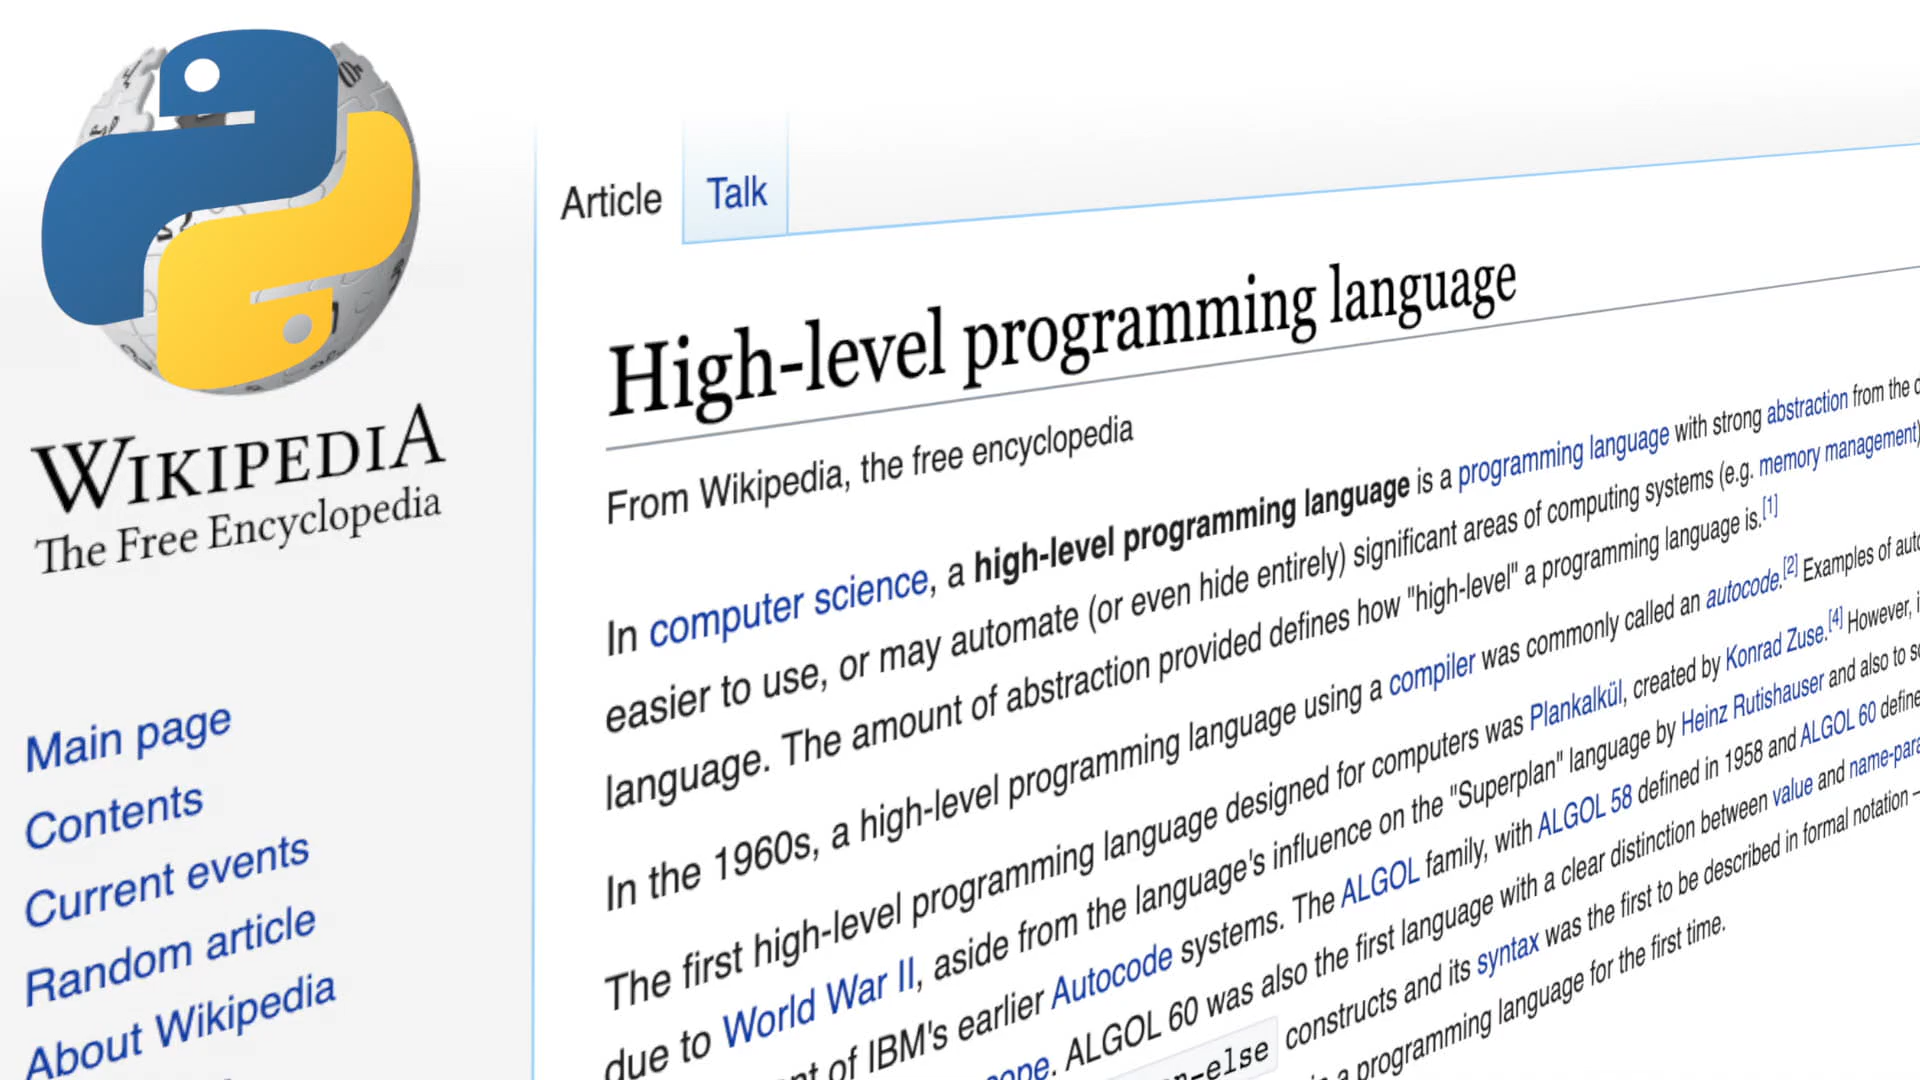 WIKIPEDIA
The Free Encyclopedia
Main page
Contents
Current events
Random article
About Wikipedia
Article
Talk
High-level programming language
From Wikipedia, the free encyclopedia
In computer science, a high-level programming language is a programming language with strong abstraction from the
easier to use, or may automate (or even hide entirely) significant areas of computing systems (e.g. memory management)
language. The amount of abstraction provided defines how "high-level" a programming language is.[1]
In the 1960s, a high-level programming language using a compiler was commonly called an autocode.[2] Examples of
The first high-level programming language designed for computers was Plankalkül, created by Konrad Zuse.[4] However,
due to World War II, aside from the language's influence on the "Superplan" language by Heinz Rutishauser and also to
of IBM's earlier Autocode systems. The ALGOL family, with ALGOL 58 defined in 1958 and ALGOL 60
ALGOL 60 was also the first language with a clear distinction between value and
-else constructs and its syntax was the first to be described in formal notation –
a programming language for the first time.